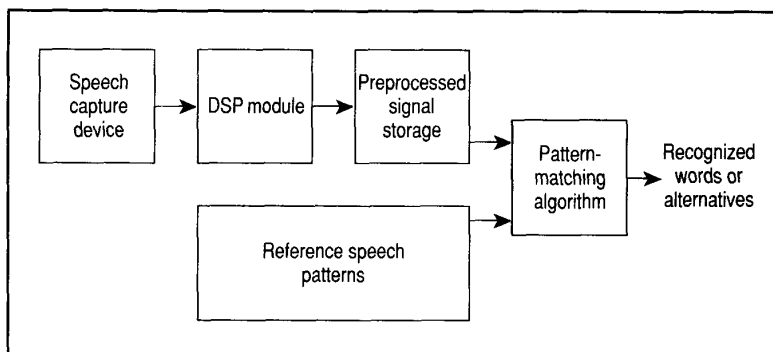 Speech
capture
device
DSP module
Preprocessed
signal
storage
Pattern-
matching
algorithm
Recognized
words or
alternatives
Reference speech
patterns